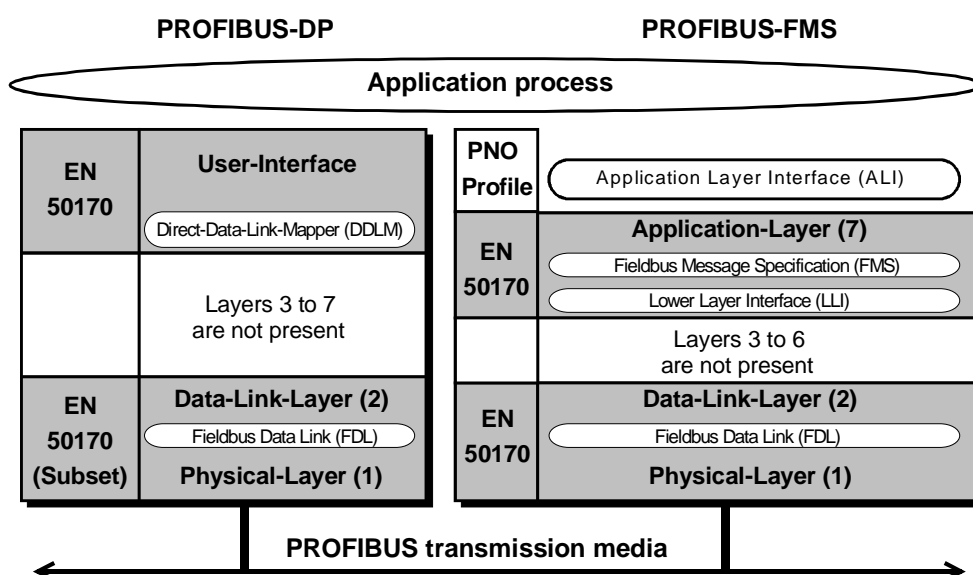 PROFIBUS-DP
PROFIBUS-FMS
Application process
EN
50170
User-Interface
Direct-Data-Link-Mapper (DDLM)
Layers 3 to 7
are not present
EN
50170
(Subset)
Data-Link-Layer (2)
Fieldbus Data Link (FDL)
Physical-Layer (1)
PNO
Profile
Application Layer Interface (ALI)
EN
50170
Application-Layer (7)
Fieldbus Message Specification (FMS)
Lower Layer Interface (LLI)
Layers 3 to 6
are not present
EN
50170
Data-Link-Layer (2)
Fieldbus Data Link (FDL)
Physical-Layer (1)
PROFIBUS transmission media